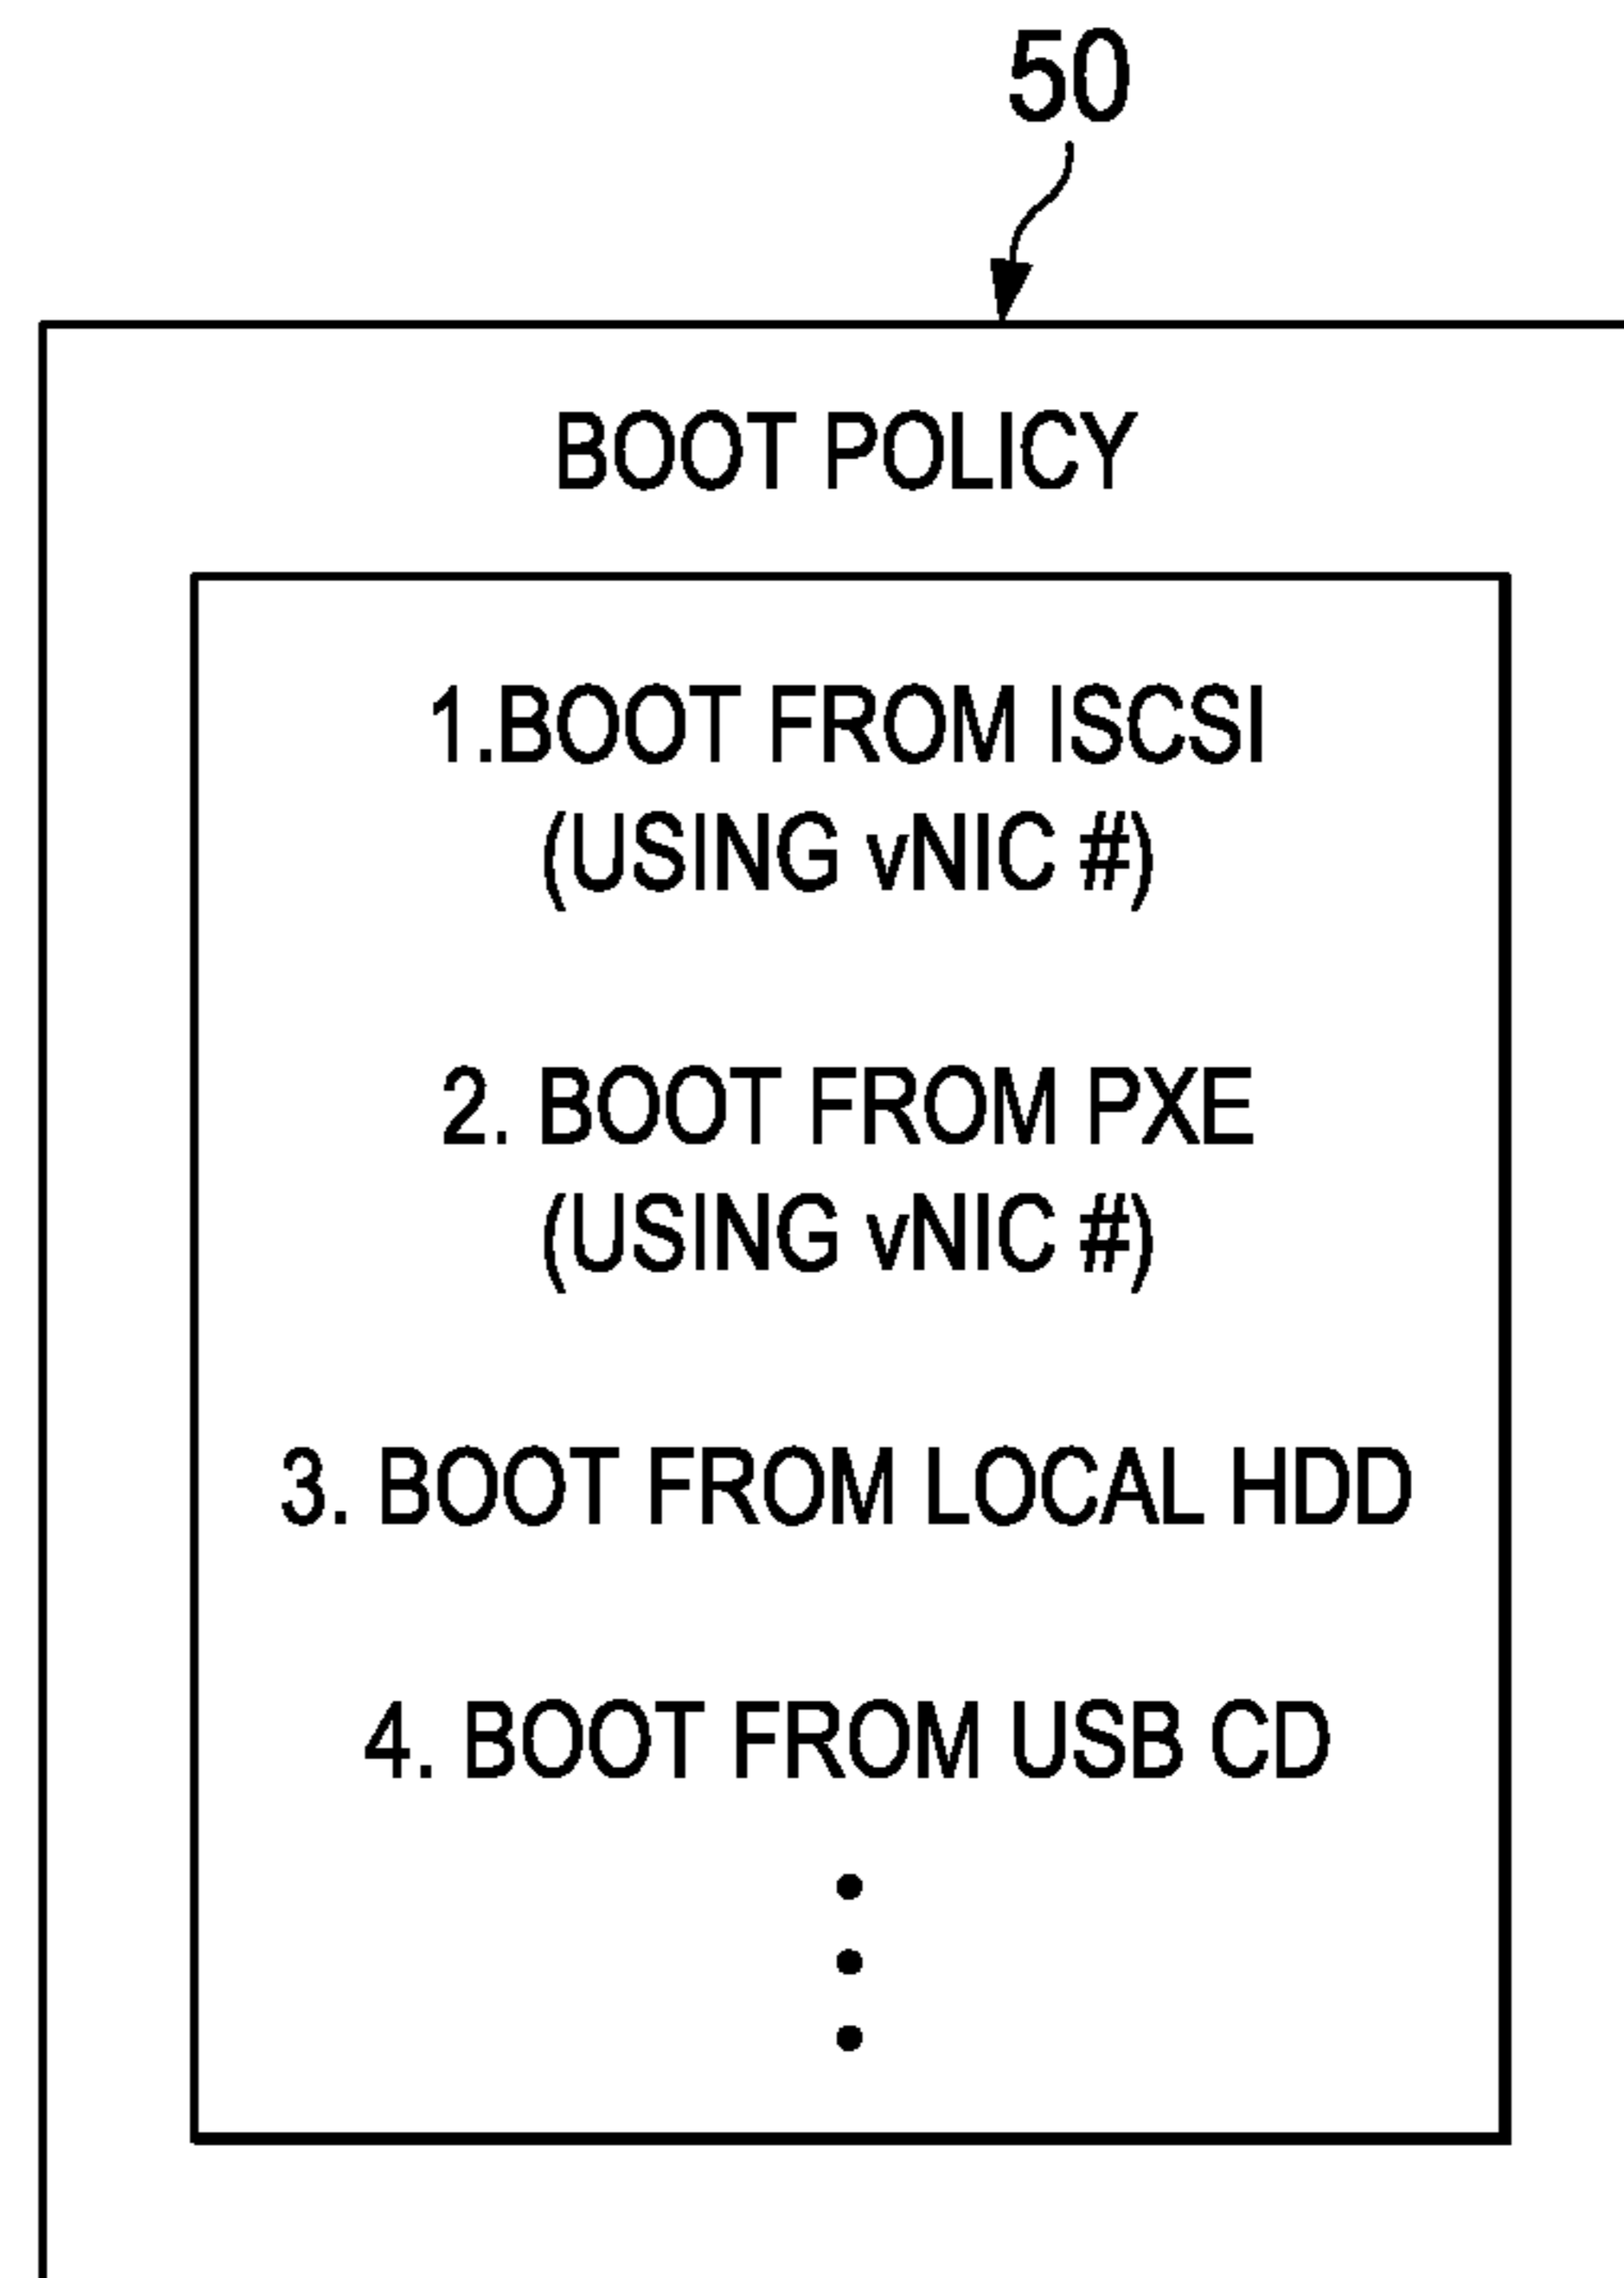 50
BOOT POLICY
1.BOOT FROM ISCSI
(USING vNIC #)
2. BOOT FROM PXE
(USING vNIC #)
3. BOOT FROM LOCAL HDD
4. BOOT FROM USB CD